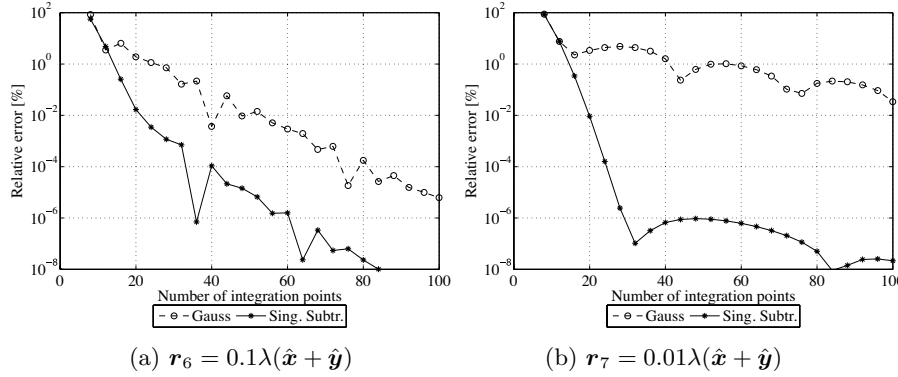 10^2
10^0
10^−2
10^−4
10^−6
10^−8
Relative error [%]
0 20 40 60 80 100
Number of integration points
Gauss Sing. Subtr.
(a) r_6 = 0.1λ(x̂ + ŷ)
10^2
10^0
10^−2
10^−4
10^−6
10^−8
Relative error [%]
0 20 40 60 80 100
Number of integration points
Gauss Sing. Subtr.
(b) r_7 = 0.01λ(x̂ + ŷ)